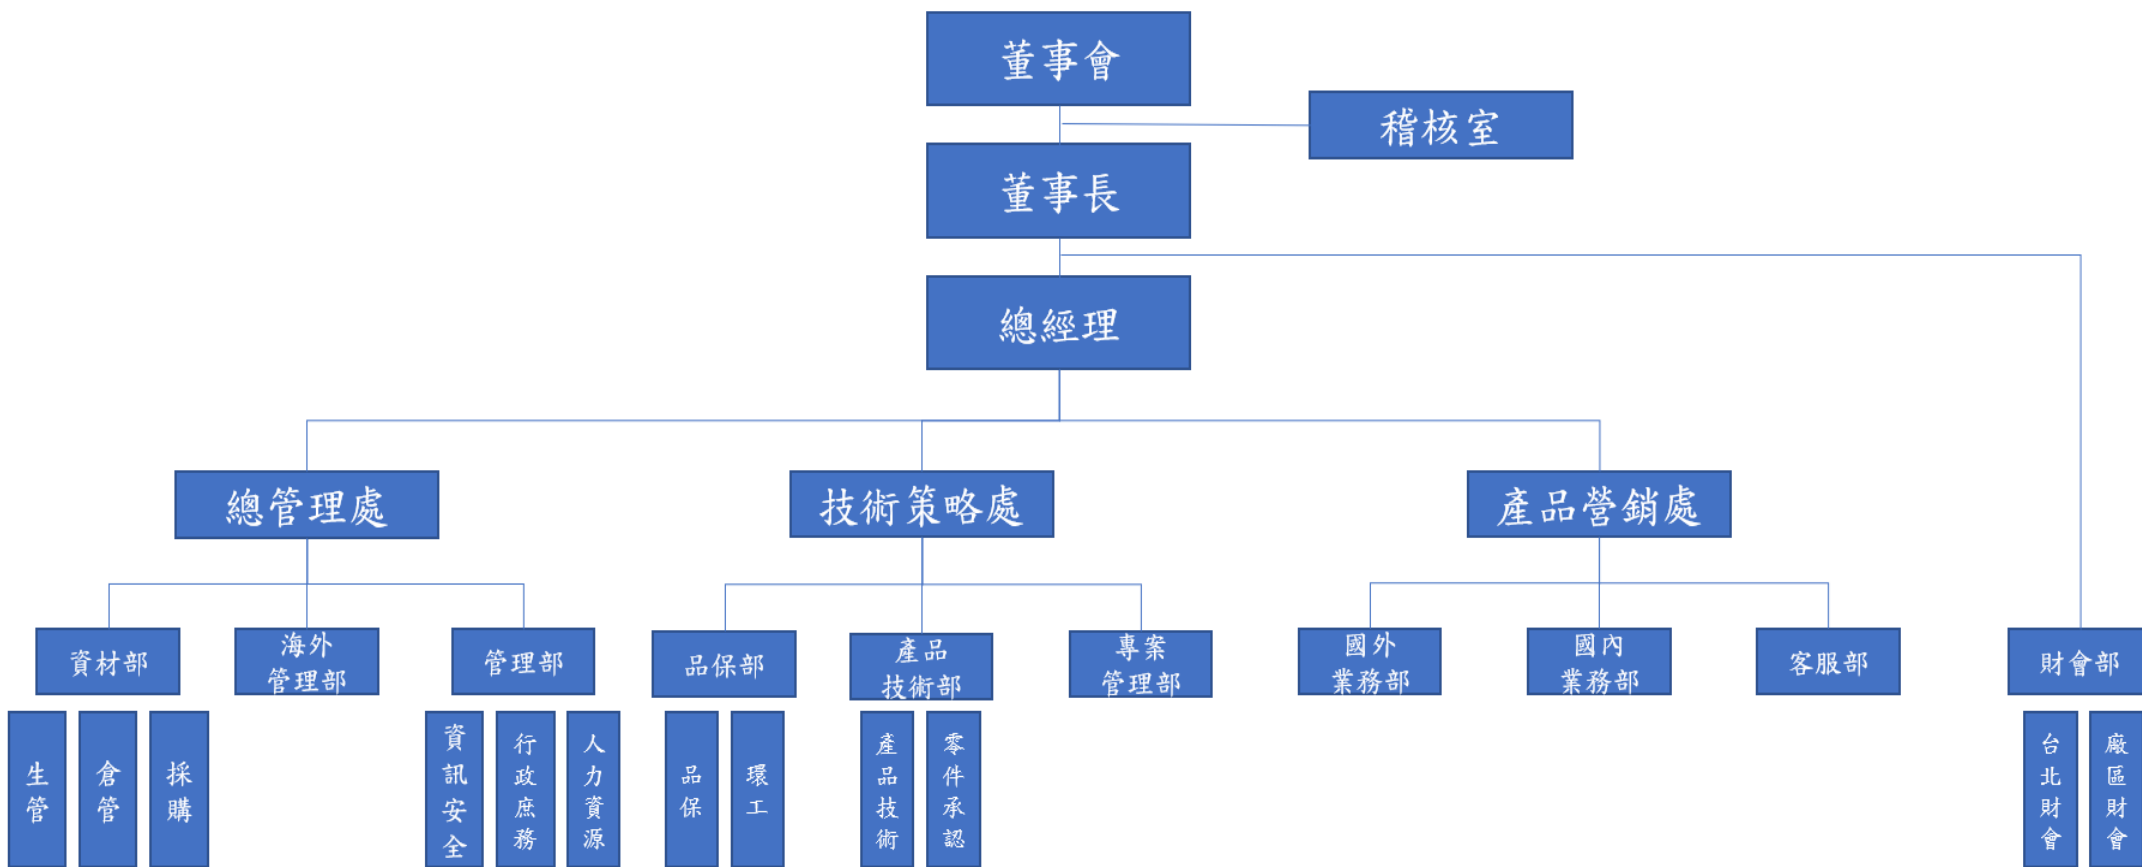 董事會
稽核室
董事長
總經理
總管理處
技術策略處
產品營銷處
資材部
海外
管理部
管理部
品保部
產品
技術部
專案
管理部
國外
業務部
國內
業務部
客服部
財會部
生管
倉管
採購
資訊安全
行政庶務
人力資源
品保
環工
產品技術
零件承認
台北財會
廠區財會